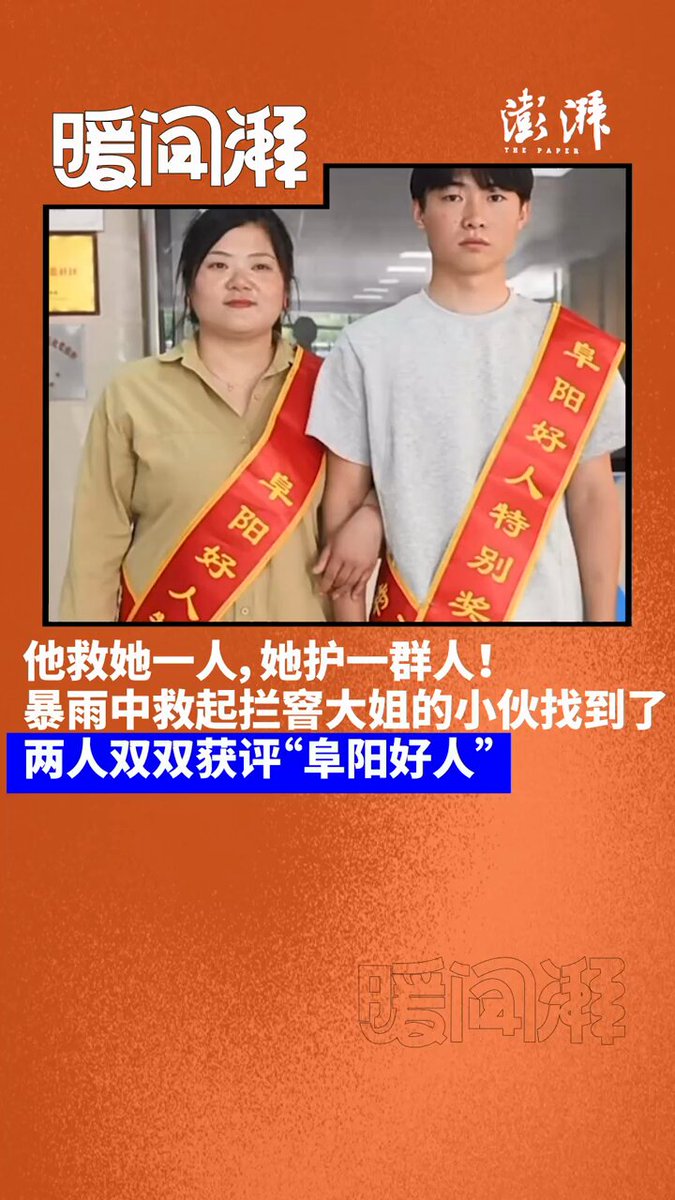 暖闻湃
澎湃
THE PAPER
阜阳好人
阜阳好人特别奖
他救她一人，她护一群人！
暴雨中救起拦窨大姐的小伙找到了
两人双双获评“阜阳好人”
暖闻湃